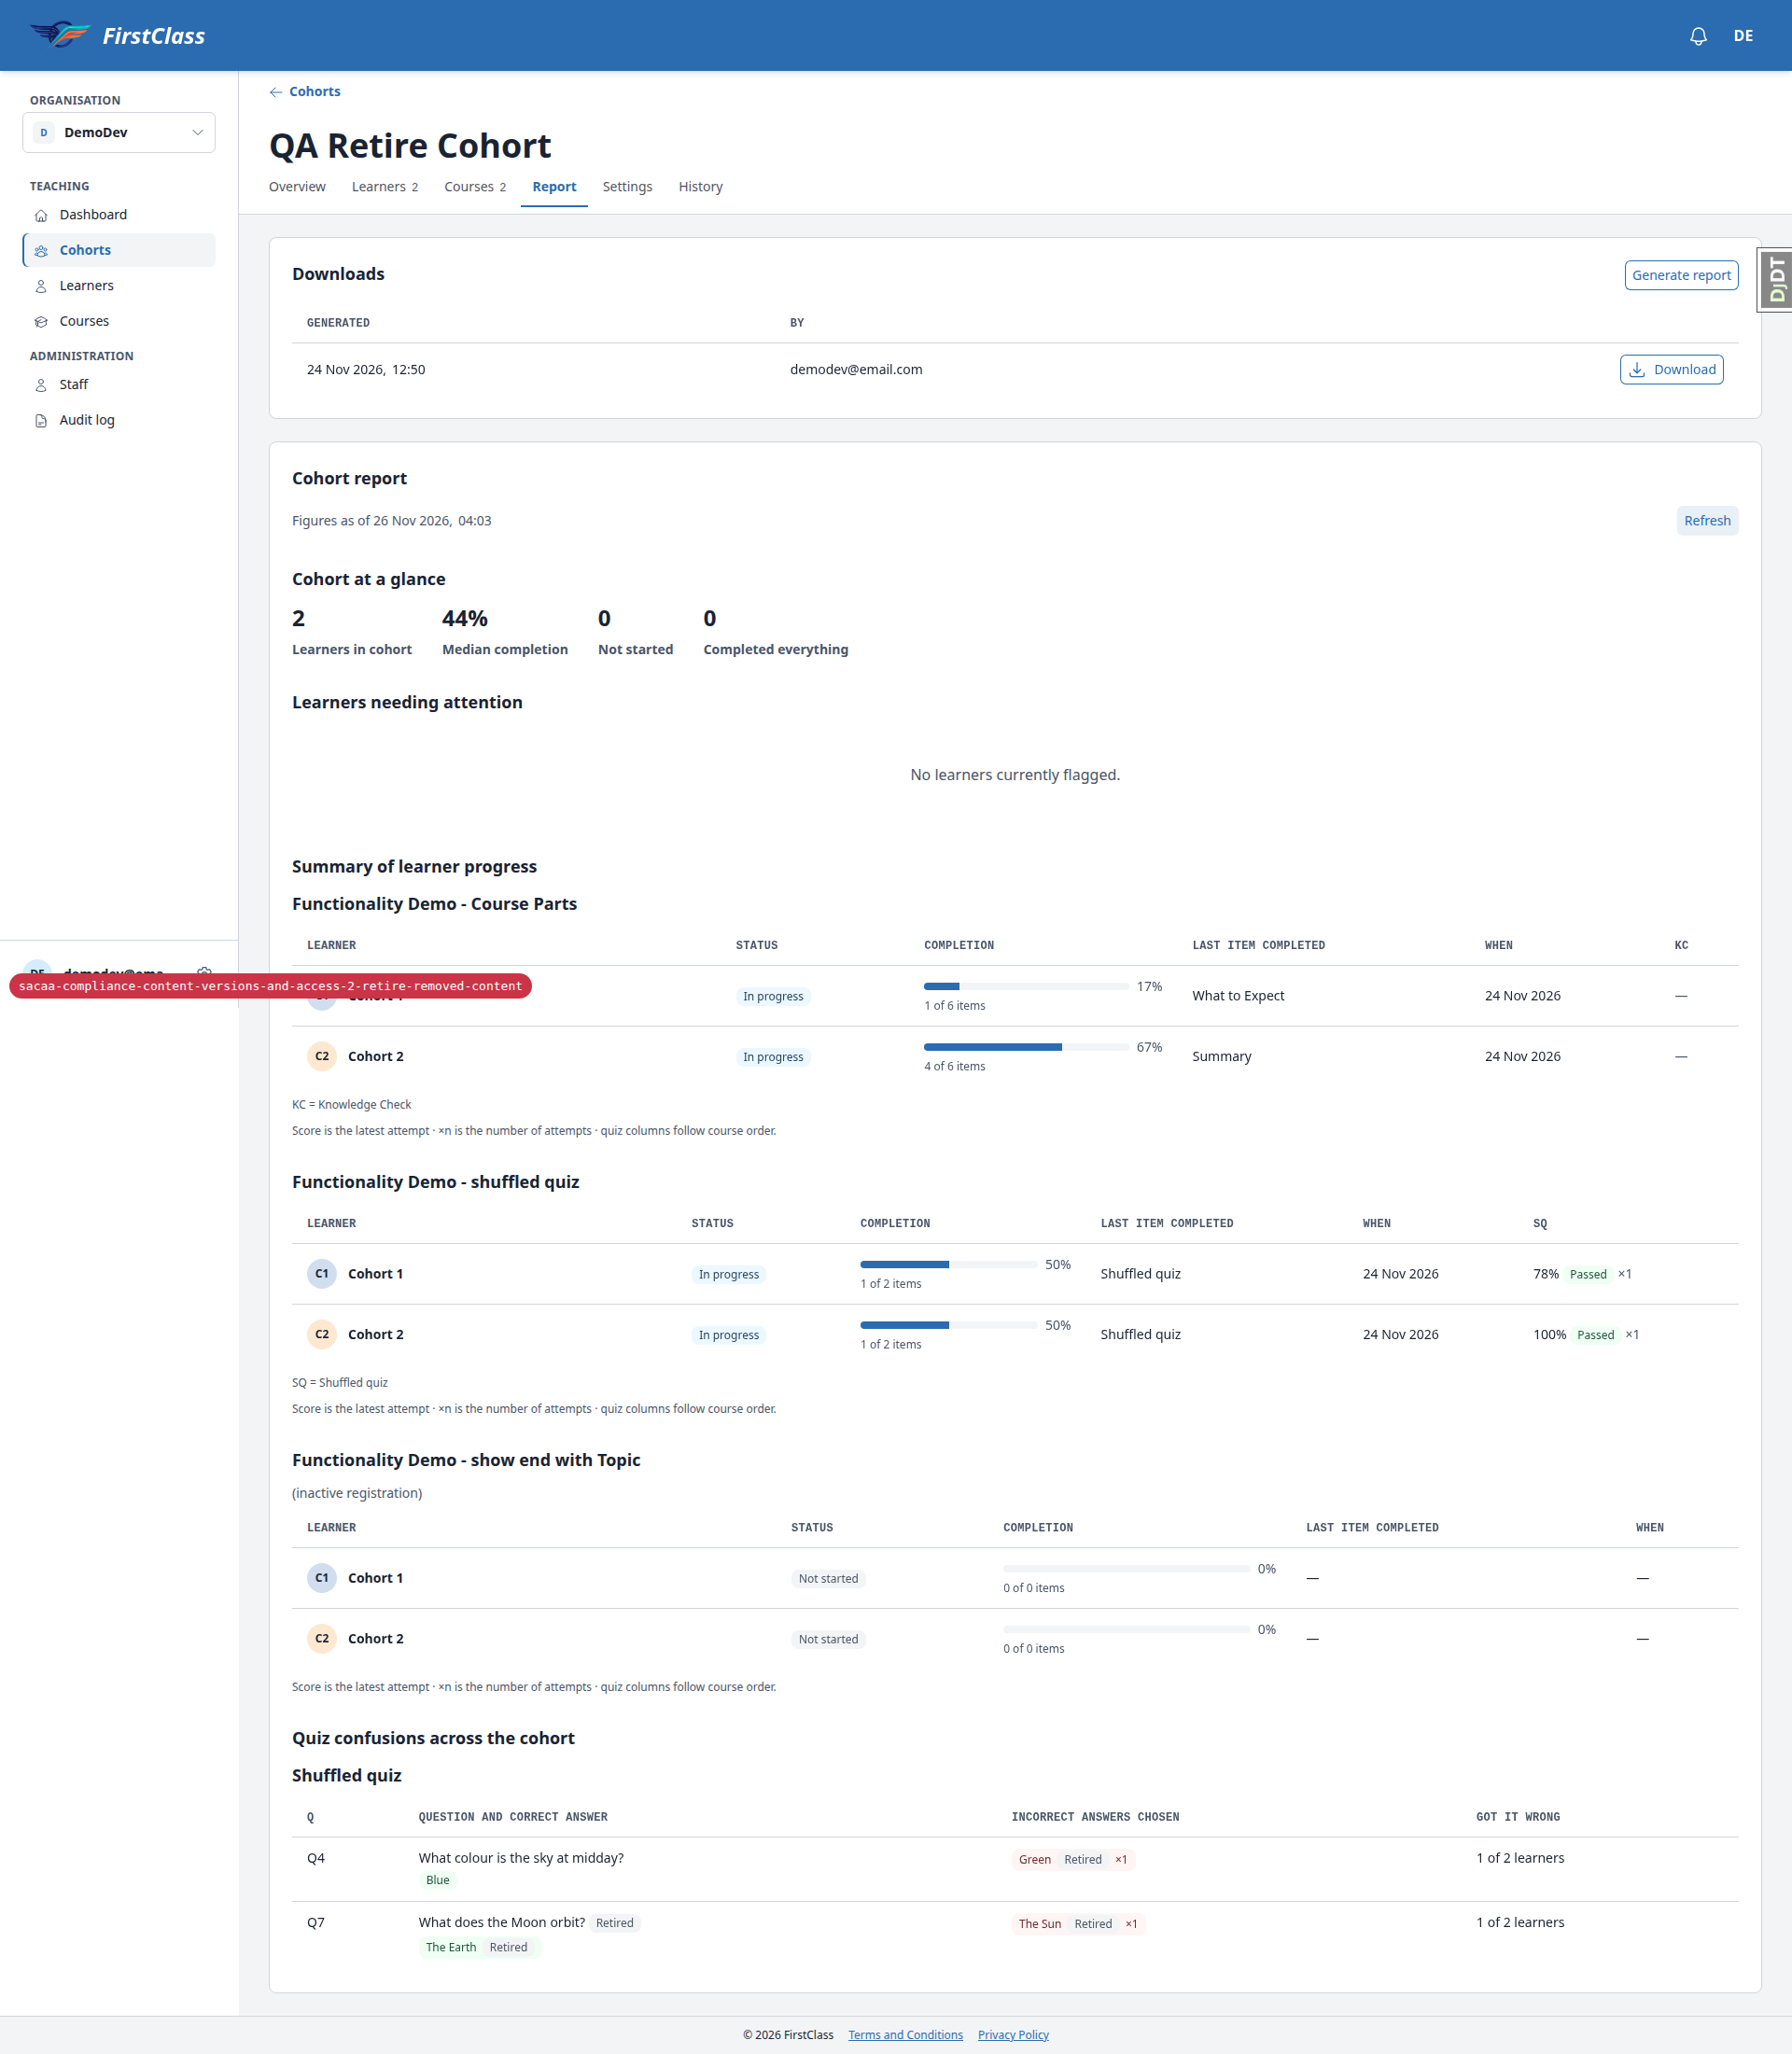 FirstClass
DE
ORGANISATION
D DemoDev
TEACHING
Dashboard
Cohorts
Learners
Courses
ADMINISTRATION
Staff
Audit log
sacaa-compliance-content-versions-and-access-2-retire-removed-content
← Cohorts
QA Retire Cohort
Overview Learners 2 Courses 2 Report Settings History
DJDT
Downloads
Generate report
GENERATED BY
24 Nov 2026, 12:50 demodev@email.com Download
Cohort report
Figures as of 26 Nov 2026, 04:03 Refresh
Cohort at a glance
2 44% 0 0
Learners in cohort Median completion Not started Completed everything
Learners needing attention
No learners currently flagged.
Summary of learner progress
Functionality Demo - Course Parts
LEARNER STATUS COMPLETION LAST ITEM COMPLETED WHEN KC
In progress 17% What to Expect 24 Nov 2026 —
1 of 6 items
C2 Cohort 2 In progress 67% Summary 24 Nov 2026 —
4 of 6 items
KC = Knowledge Check
Score is the latest attempt · ×n is the number of attempts · quiz columns follow course order.
Functionality Demo - shuffled quiz
LEARNER STATUS COMPLETION LAST ITEM COMPLETED WHEN SQ
C1 Cohort 1 In progress 50% Shuffled quiz 24 Nov 2026 78% Passed ×1
1 of 2 items
C2 Cohort 2 In progress 50% Shuffled quiz 24 Nov 2026 100% Passed ×1
1 of 2 items
SQ = Shuffled quiz
Score is the latest attempt · ×n is the number of attempts · quiz columns follow course order.
Functionality Demo - show end with Topic
(inactive registration)
LEARNER STATUS COMPLETION LAST ITEM COMPLETED WHEN
C1 Cohort 1 Not started 0% — —
0 of 0 items
C2 Cohort 2 Not started 0% — —
0 of 0 items
Score is the latest attempt · ×n is the number of attempts · quiz columns follow course order.
Quiz confusions across the cohort
Shuffled quiz
Q QUESTION AND CORRECT ANSWER INCORRECT ANSWERS CHOSEN GOT IT WRONG
Q4 What colour is the sky at midday? Green Retired ×1 1 of 2 learners
Blue
Q7 What does the Moon orbit? Retired The Sun Retired ×1 1 of 2 learners
The Earth Retired
© 2026 FirstClass Terms and Conditions Privacy Policy